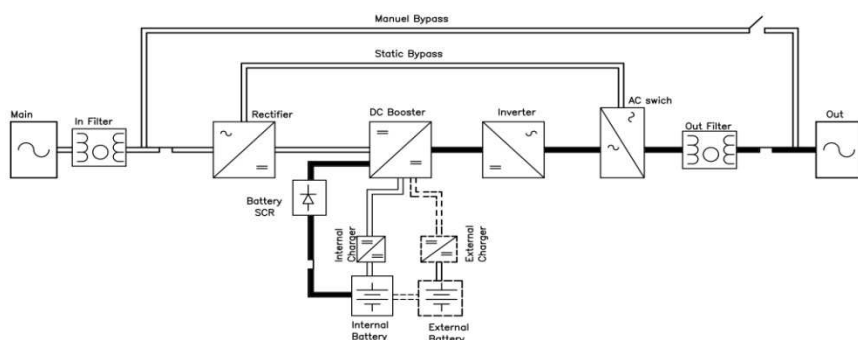 Manuel Bypass
Static Bypass
Main
In Filter
Rectifier
DC Booster
Inverter
AC swich
Out Filter
Out
Battery
SCR
Internal
Charger
External
Charger
Internal
Battery
External
Battery